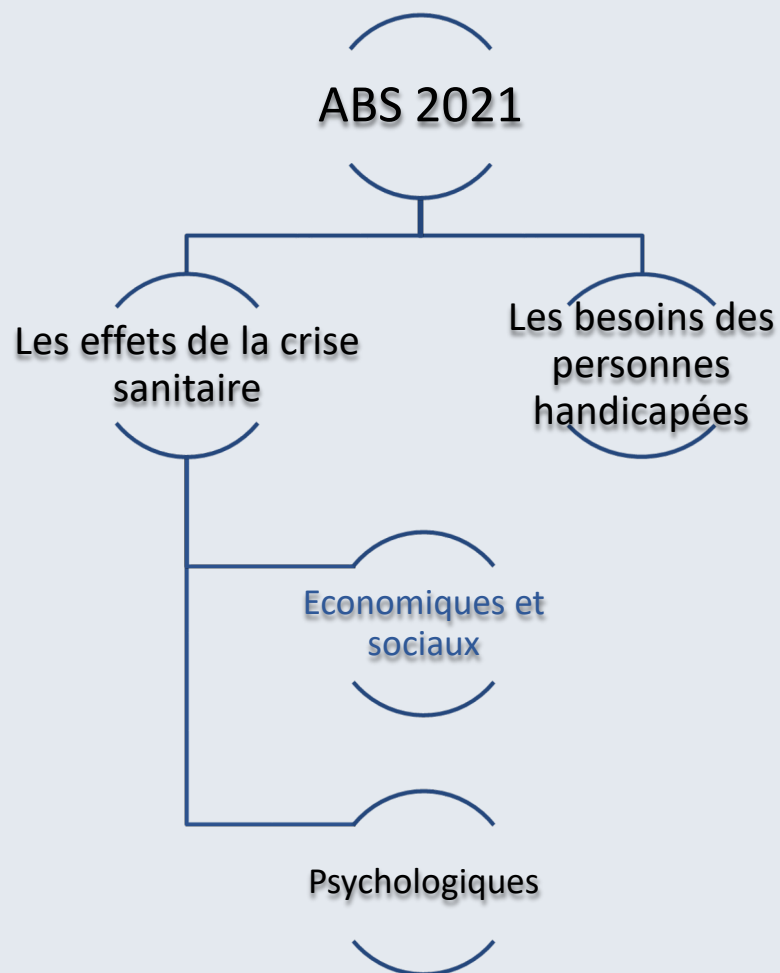 ABS 2021
Les effets de la crise
sanitaire
Les besoins des
personnes
handicapées
Economiques et
sociaux
Psychologiques